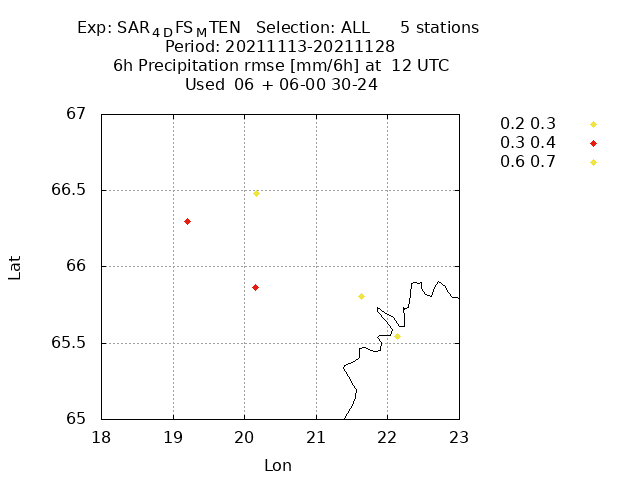 Exp: SAR4DFSMTEN Selection: ALL 5 stations
Period: 20211113-20211128
6h Precipitation rmse [mm/6h] at 12 UTC
Used 06 + 06-00 30-24
0.2 0.3
0.3 0.4
0.6 0.7
67
66.5
66
65.5
65
Lat
18 19 20 21 22 23
Lon